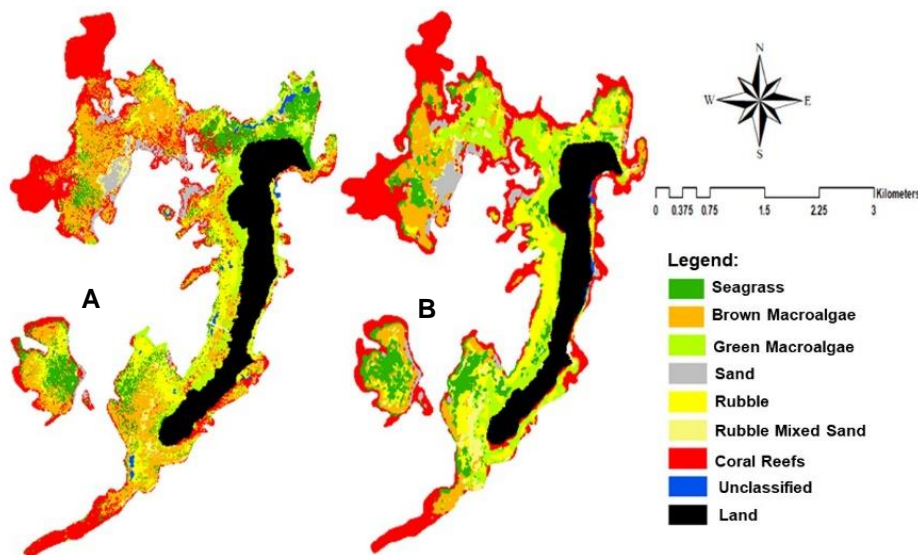 N
W E
S
Kilometers
0 0.375 0.75 1.5 2.25 3
A
B
Legend:
Seagrass
Brown Macroalgae
Green Macroalgae
Sand
Rubble
Rubble Mixed Sand
Coral Reefs
Unclassified
Land